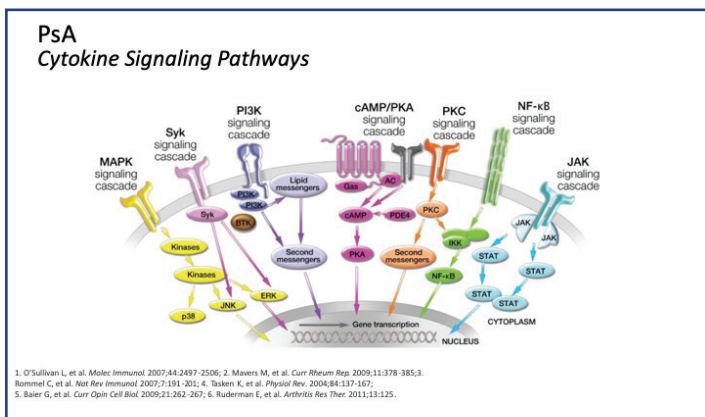 PsA
Cytokine Signaling Pathways
MAPK
signaling
cascade
Syk
signaling
cascade
PI3K
signaling
cascade
cAMP/PKA
signaling
cascade
PKC
signaling
cascade
NF-κB
signaling
cascade
JAK
signaling
cascade
Kinases
Kinases
p38
JNK
ERK
Syk
PI3K
PI3K
BTK
Lipid
messengers
Second
messengers
Gas
AC
cAMP
PDE4
PKA
PKC
Second
messengers
IKK
NF-κB
JAK
JAK
STAT
STAT
STAT
STAT
CYTOPLASM
Gene transcription
NUCLEUS
1. O'Sullivan L, et al. Molec Immunol. 2007;44:2497-2506; 2. Mavers M, et al. Curr Rheum Rep. 2009;11:378-385;3.
Rommel C, et al. Nat Rev Immunol. 2007;7:191-201; 4. Tasken K, et al. Physiol Rev. 2004;84:137-167;
5. Baier G, et al. Curr Opin Cell Biol. 2009;21:262-267; 6. Ruderman E, et al. Arthritis Res Ther. 2011;13:125.